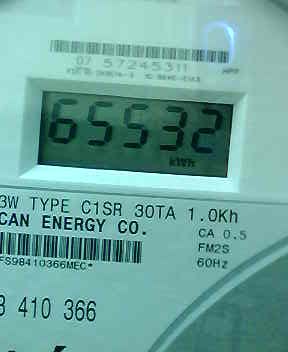 07 57245311
65532
kWh
3W TYPE C1SR 30TA 1.0Kh
CAN ENERGY CO.
CA 0.5
FM2S
FS98410366MEC*
60Hz
8 410 366